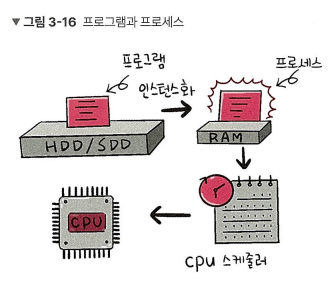 ▼ 그림 3-16 프로그램과 프로세스
프로그램
프로세스
인스턴스화
HDD/SDD
RAM
CPU
CPU 스케줄러